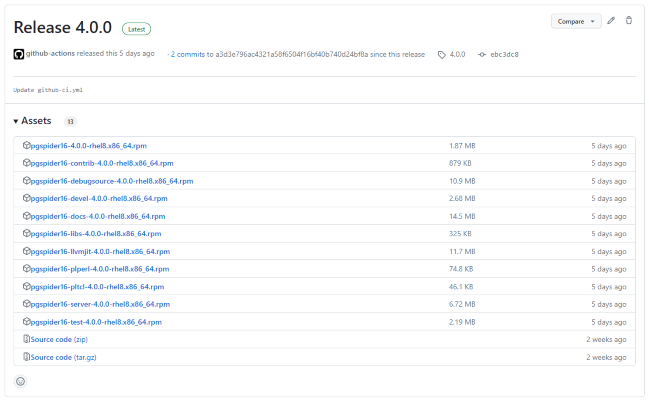 Release 4.0.0 Latest Compare
github-actions released this 5 days ago · 2 commits to a3d3e796ac4321a58f6504f16bf40b740d24bf8a since this release 4.0.0 ebc3dc8
Update github-ci.yml
Assets 13
pgspider16-4.0.0-rhel8.x86_64.rpm 1.87 MB 5 days ago
pgspider16-contrib-4.0.0-rhel8.x86_64.rpm 879 KB 5 days ago
pgspider16-debugsource-4.0.0-rhel8.x86_64.rpm 10.9 MB 5 days ago
pgspider16-devel-4.0.0-rhel8.x86_64.rpm 2.68 MB 5 days ago
pgspider16-docs-4.0.0-rhel8.x86_64.rpm 14.5 MB 5 days ago
pgspider16-libs-4.0.0-rhel8.x86_64.rpm 325 KB 5 days ago
pgspider16-llvmjit-4.0.0-rhel8.x86_64.rpm 11.7 MB 5 days ago
pgspider16-plperl-4.0.0-rhel8.x86_64.rpm 74.8 KB 5 days ago
pgspider16-pltcl-4.0.0-rhel8.x86_64.rpm 46.1 KB 5 days ago
pgspider16-server-4.0.0-rhel8.x86_64.rpm 6.72 MB 5 days ago
pgspider16-test-4.0.0-rhel8.x86_64.rpm 2.19 MB 5 days ago
Source code (zip) 2 weeks ago
Source code (tar.gz) 2 weeks ago